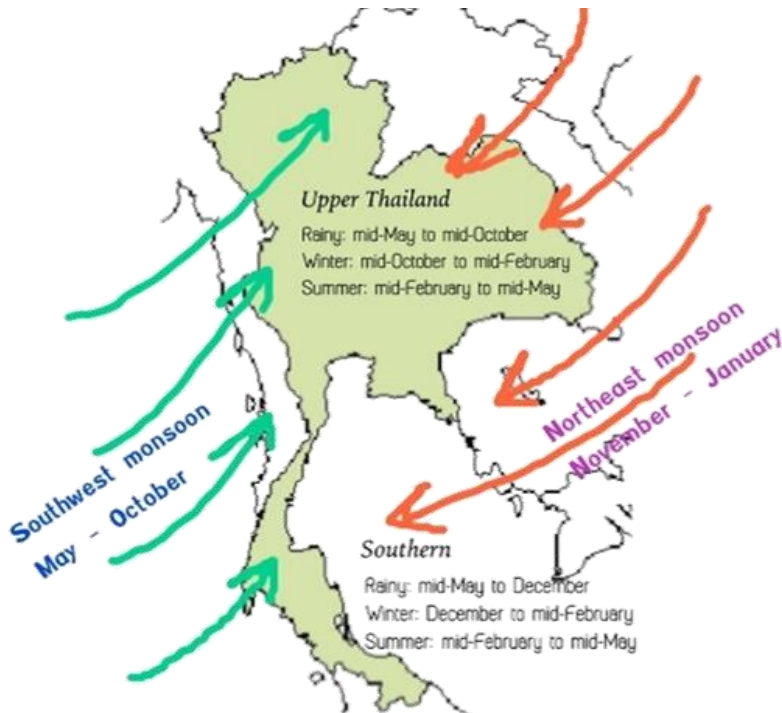 Upper Thailand
Rainy: mid-May to mid-October
Winter: mid-October to mid-February
Summer: mid-February to mid-May
Northeast monsoon
November - January
Southwest monsoon
May - October
Southern
Rainy: mid-May to December
Winter: December to mid-February
Summer: mid-February to mid-May